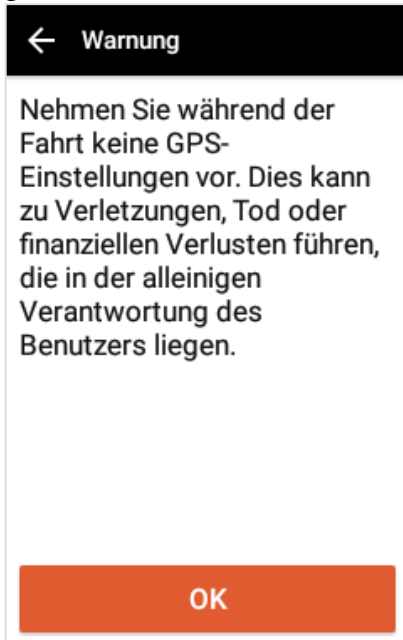 Warnung
Nehmen Sie während der
Fahrt keine GPS-
Einstellungen vor. Dies kann
zu Verletzungen, Tod oder
finanziellen Verlusten führen,
die in der alleinigen
Verantwortung des
Benutzers liegen.
OK